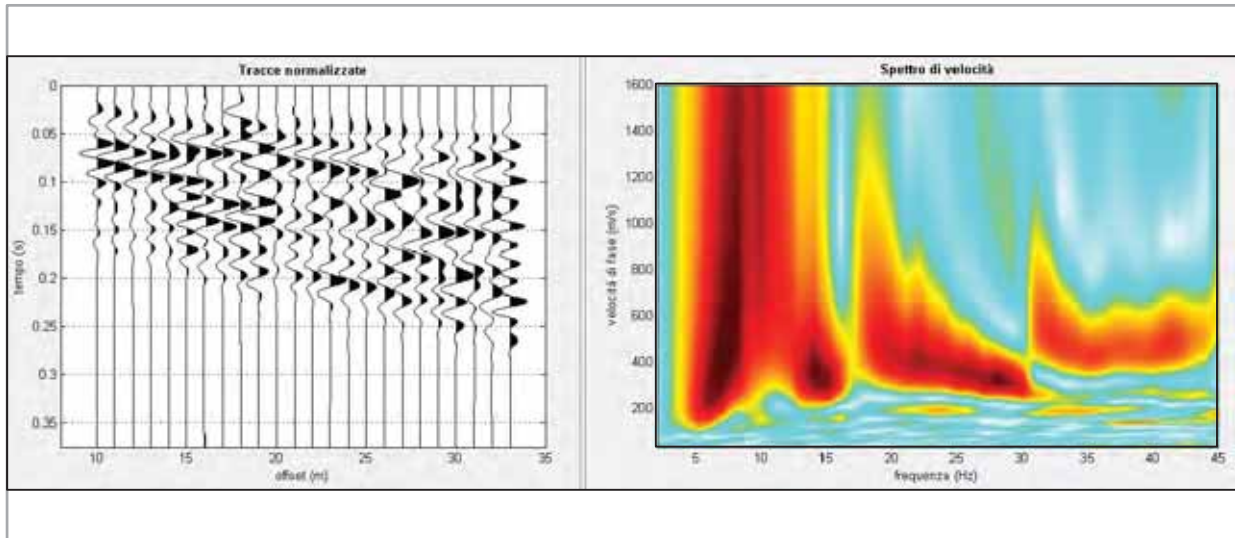 Tracce normalizzate
tempo (s)
0
0.05
0.1
0.15
0.2
0.25
0.3
0.35
10 15 20 25 30 35
offset (m)
Spettro di velocità
velocità di fase (m/s)
1600
1400
1200
1000
800
600
400
200
5 10 15 20 25 30 35 40 45
frequenza (Hz)